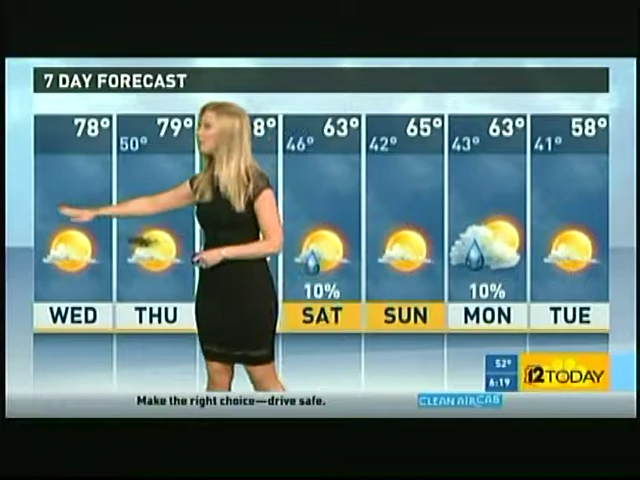 7 DAY FORECAST
78° 79° 8° 63° 65° 63° 58°
50° 46° 42° 43° 41°
10% 10%
WED THU SAT SUN MON TUE
52°
6:19
12 TODAY
Make the right choice—drive safe.
CLEAN AIR CAB